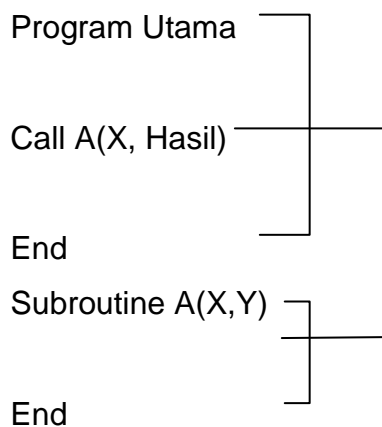 Program Utama
Call A(X, Hasil)
End
Subroutine A(X,Y)
End